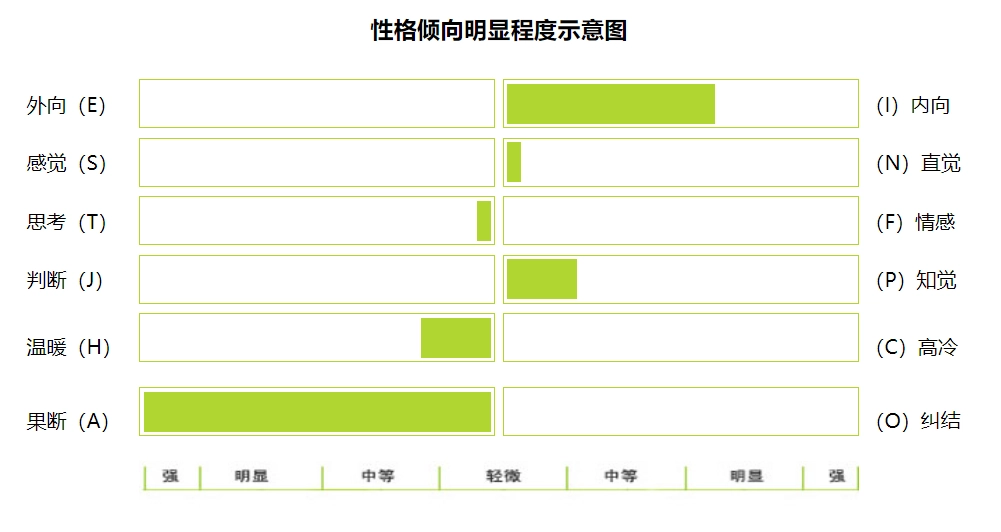 性格倾向明显程度示意图
外向（E） （I）内向
感觉（S） （N）直觉
思考（T） （F）情感
判断（J） （P）知觉
温暖（H） （C）高冷
果断（A） （O）纠结
强 明显 中等 轻微 中等 明显 强